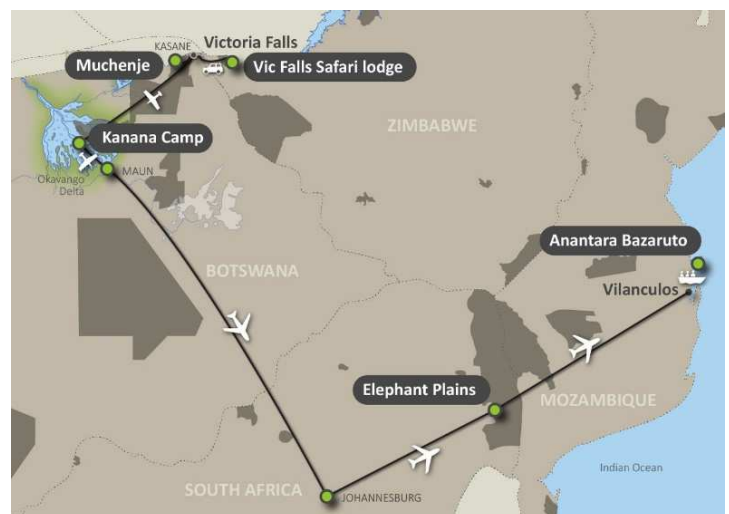 KASANE
Victoria Falls
Muchenje
Vic Falls Safari lodge
ZIMBABWE
Kanana Camp
MAUN
Okavango
Delta
BOTSWANA
Anantara Bazaruto
Vilanculos
Elephant Plains
MOZAMBIQUE
Indian Ocean
SOUTH AFRICA
JOHANNESBURG